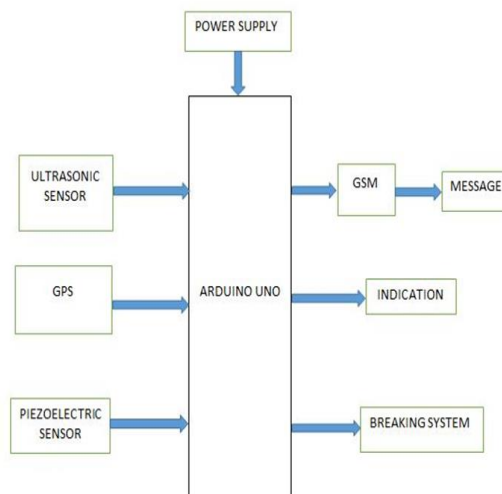 POWER SUPPLY
ULTRASONIC
SENSOR
GSM
MESSAGE
GPS
ARDUINO UNO
INDICATION
PIEZOELECTRIC
SENSOR
BREAKING SYSTEM